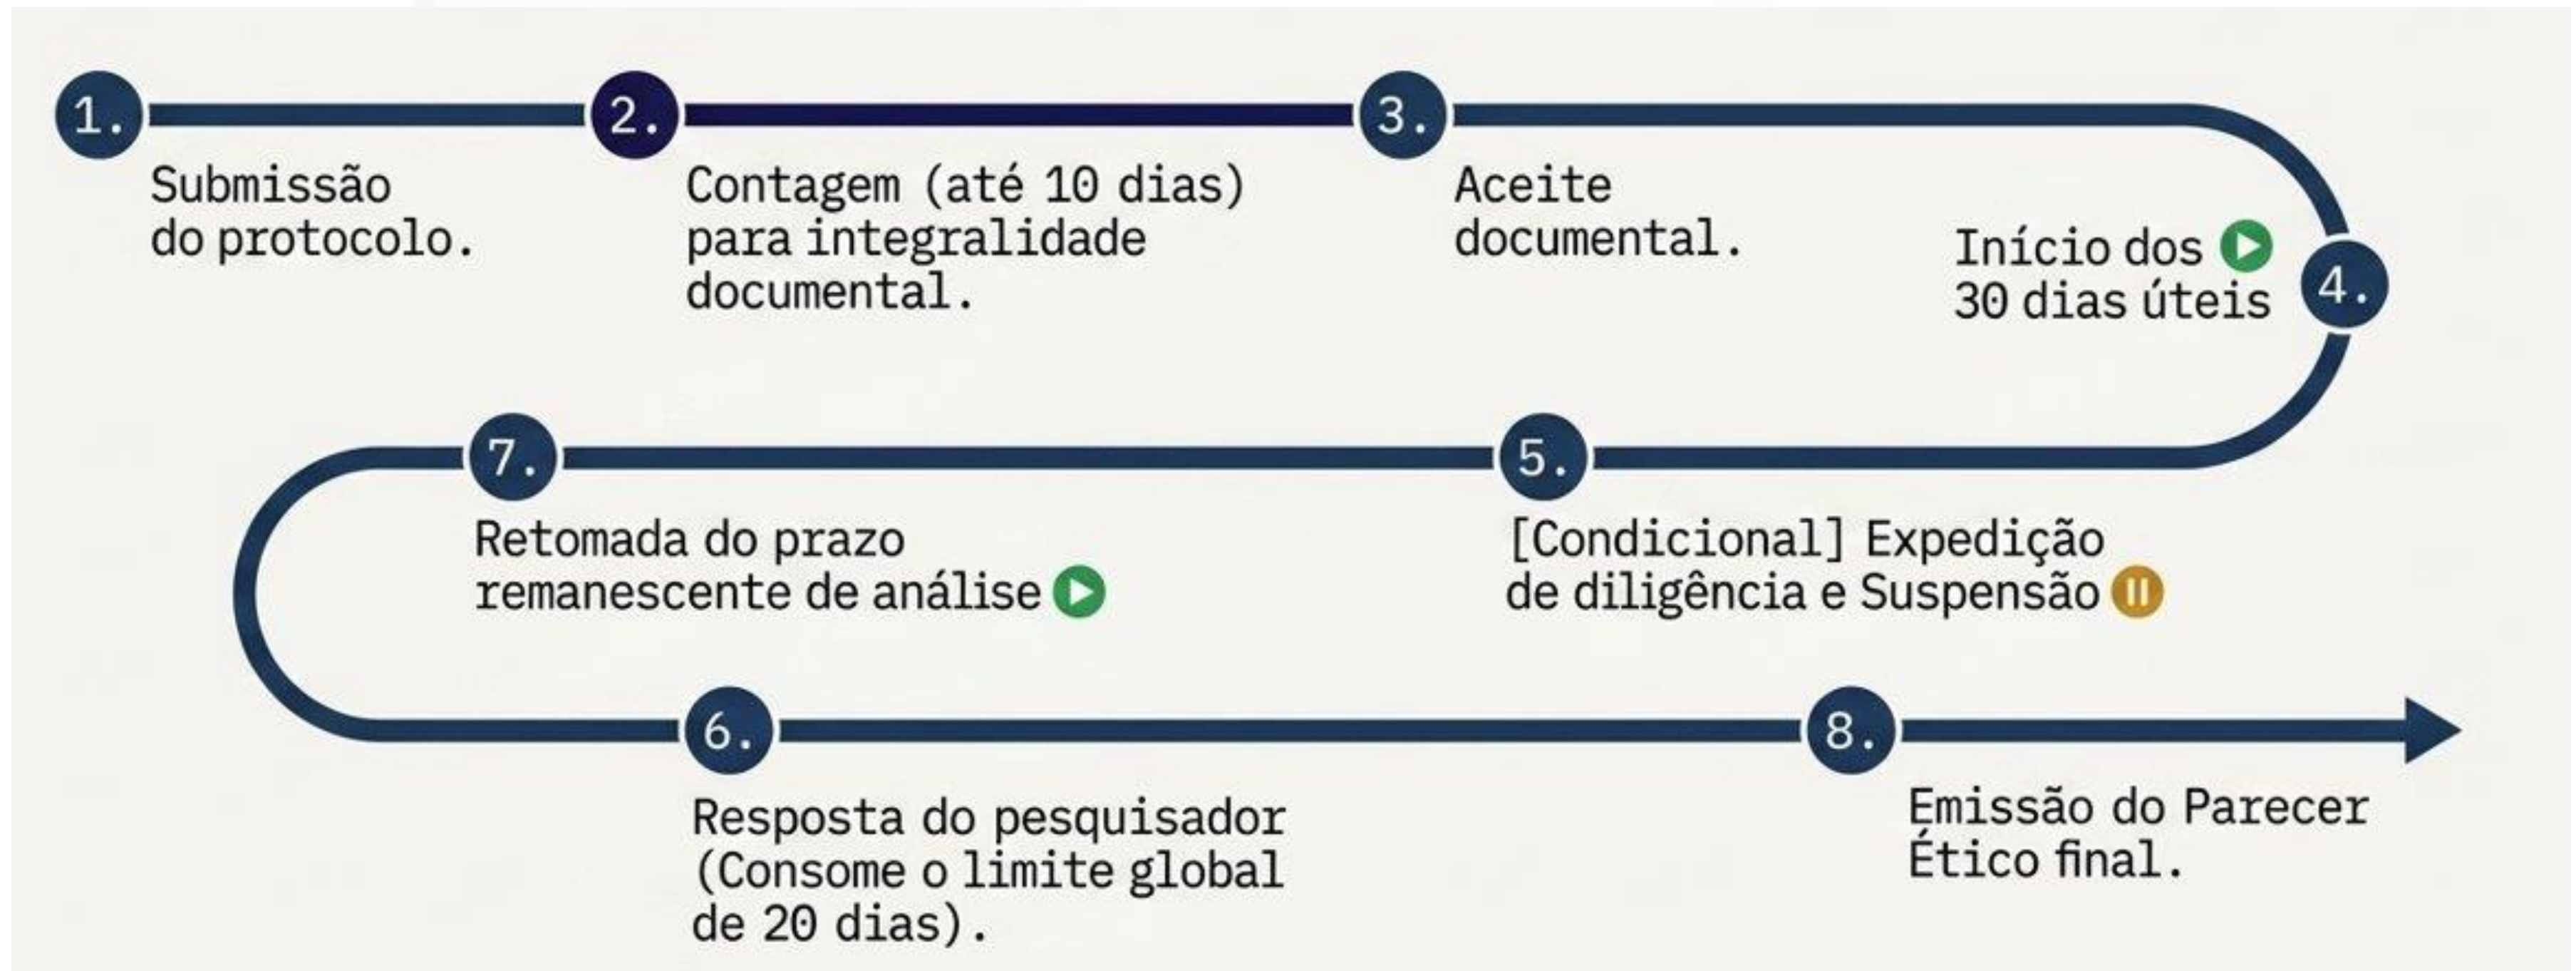 1.
Submissão
do protocolo.
2.
Contagem (até 10 dias)
para integralidade
documental.
3.
Aceite
documental.
4.
Início dos
30 dias úteis
5.
[Condicional] Expedição
de diligência e Suspensão
7.
Retomada do prazo
remanescente de análise
6.
Resposta do pesquisador
(Consome o limite global
de 20 dias).
8.
Emissão do Parecer
Ético final.